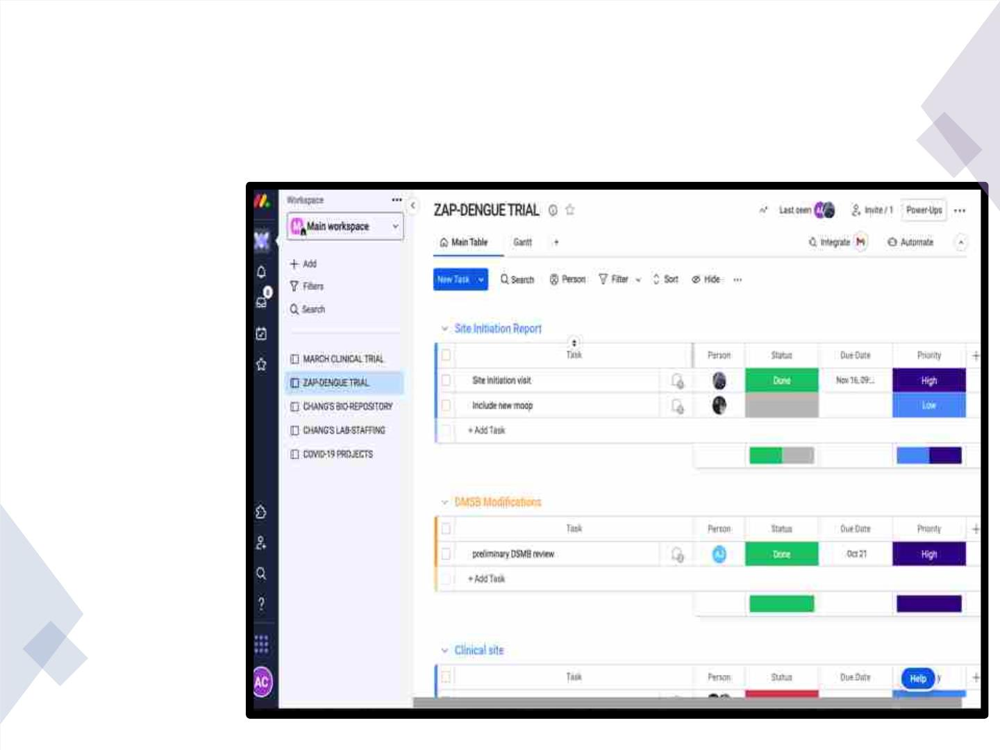 Workspace
Main workspace
Add
Filters
Search
MARCH CLINICAL TRIAL
ZAP-DENGUE TRIAL
CHANG'S BIO-REPOSITORY
CHANG'S LAB-STAFFING
COVID-19 PROJECTS
AC
ZAP-DENGUE TRIAL
Last seen
Invite / 1
Power-Ups
Main Table Gantt +
Integrate
Automate
New Task Search Person Filter Sort Hide ...
Site Initiation Report
Task Person Status Due Date Priority +
Site initiation visit Done Nov 16, 09:... High
Include new moop Low
+ Add Task
DMSB Modifications
Task Person Status Due Date Priority +
preliminary DSMB review AJ Done Oct 21 High
+ Add Task
Clinical site
Task Person Status Due Date y +
Help